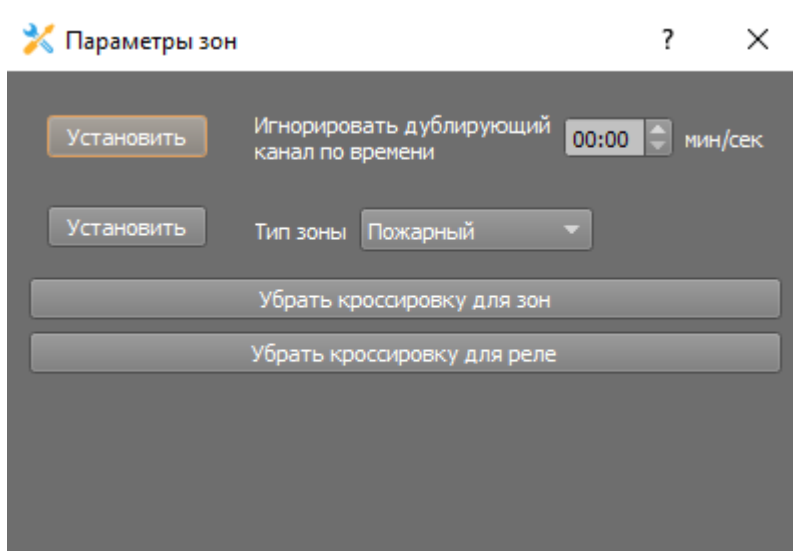 Параметры зон
?
Установить
Игнорировать дублирующий
канал по времени
00:00
мин/сек
Установить
Тип зоны
Пожарный
Убрать кроссировку для зон
Убрать кроссировку для реле